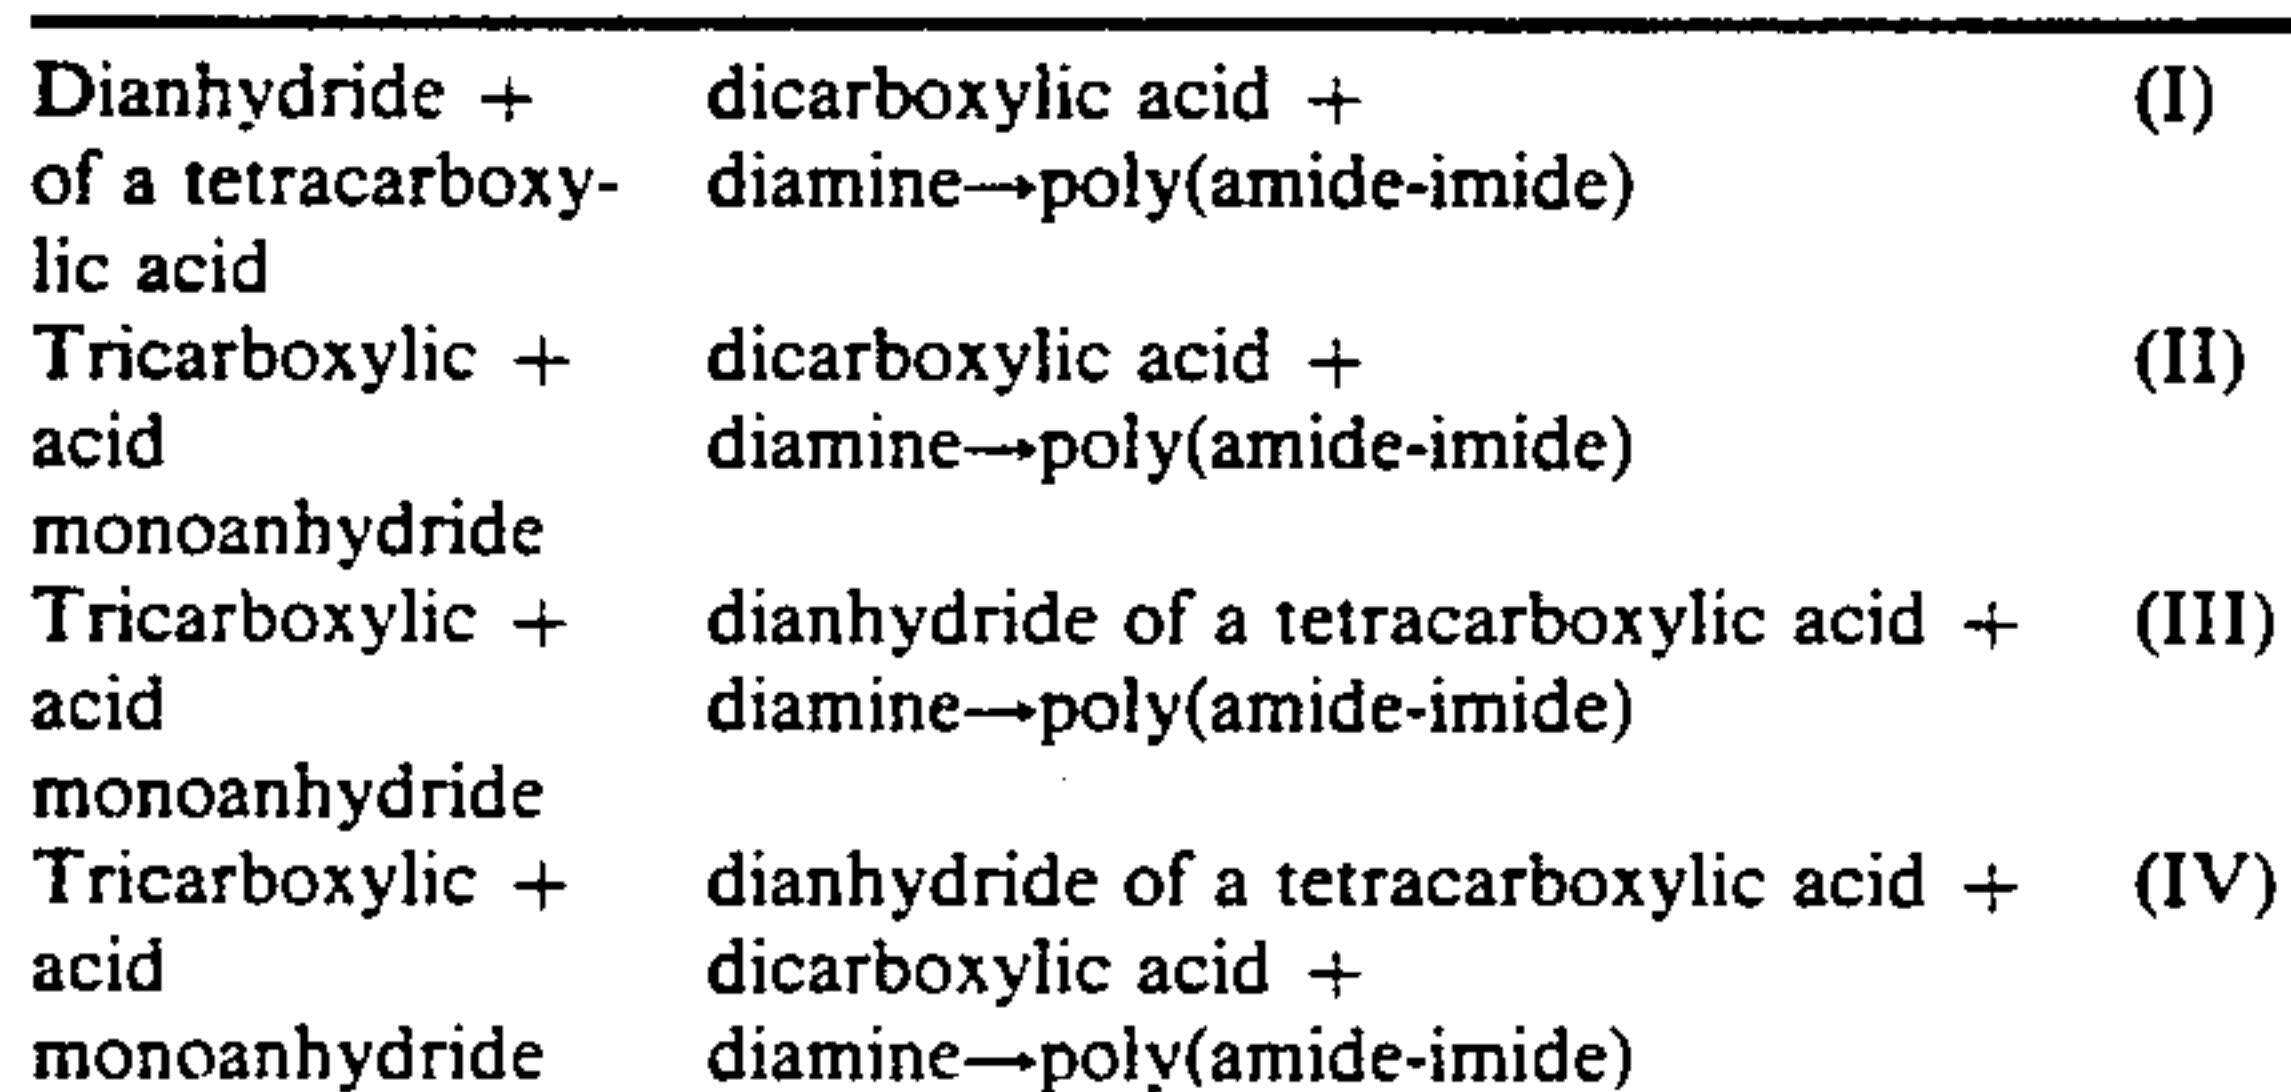 Dianhydride + dicarboxylic acid + (I)
of a tetracarboxy- diamine→poly(amide-imide)
lic acid
Tricarboxylic + dicarboxylic acid + (II)
acid diamine→poly(amide-imide)
monoanhydride
Tricarboxylic + dianhydride of a tetracarboxylic acid + (III)
acid diamine→poly(amide-imide)
monoanhydride
Tricarboxylic + dianhydride of a tetracarboxylic acid + (IV)
acid dicarboxylic acid +
monoanhydride diamine→poly(amide-imide)